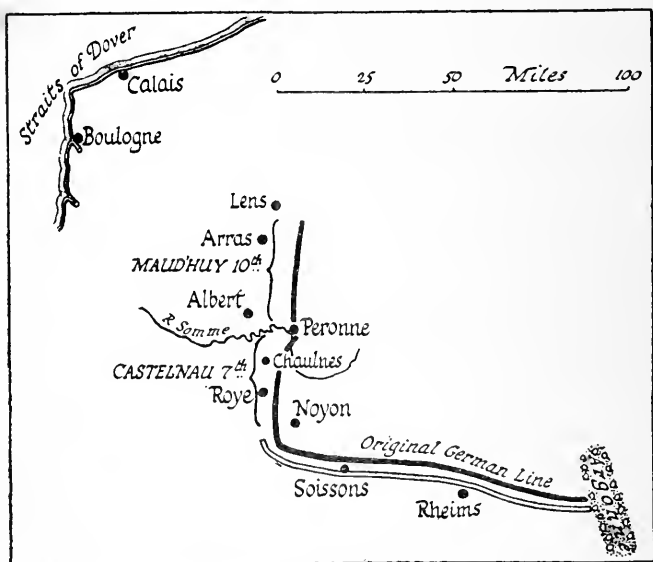 Straits of Dover
Calais
0 25 50 Miles 100
Boulogne
Lens
Arras
MAUD'HUY 10th
Albert
R Somme
Peronne
Chaulnes
CASTELNAU 7th
Roye
Noyon
Original German Line
Soissons
Rheims
Argonne